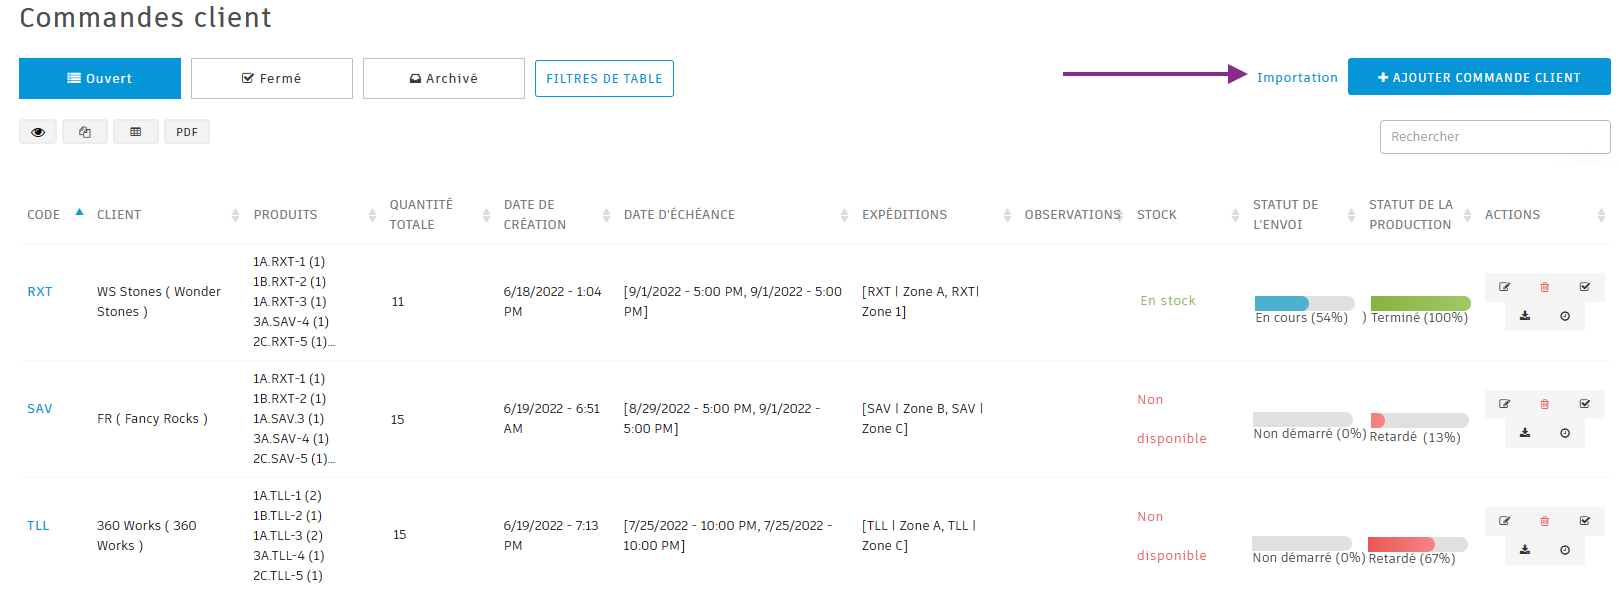 Commandes client
Ouvert Fermé Archivé FILTRES DE TABLE Importation AJOUTER COMMANDE CLIENT
PDF Rechercher
CODE CLIENT PRODUITS QUANTITÉ TOTALE DATE DE CRÉATION DATE D'ÉCHÉANCE EXPÉDITIONS OBSERVATIONS STOCK STATUT DE L'ENVOI STATUT DE LA PRODUCTION ACTIONS
RXT
WS Stones ( Wonder
Stones )
1A.RXT-1 (1)
1B.RXT-2 (1)
1A.RXT-3 (1)
3A.SAV-4 (1)
2C.RXT-5 (1)...
11
6/18/2022 - 1:04
PM
[9/1/2022 - 5:00 PM, 9/1/2022 - 5:00
PM]
[RXT | Zone A, RXT|
Zone 1]
En stock
En cours (54%) )
Terminé (100%)
SAV
FR ( Fancy Rocks )
1A.RXT-1 (1)
1B.RXT-2 (1)
1A.SAV.3 (1)
3A.SAV-4 (1)
2C.SAV-5 (1)...
15
6/19/2022 - 6:51
AM
[8/29/2022 - 5:00 PM, 9/1/2022 -
5:00 PM]
[SAV | Zone B, SAV |
Zone C]
Non
disponible
Non démarré (0%)
Retardé (13%)
TLL
360 Works ( 360
Works )
1A.TLL-1 (2)
1B.TLL-2 (1)
1A.TLL-3 (2)
3A.TLL-4 (1)
2C.TLL-5 (1)
15
6/19/2022 - 7:13
PM
[7/25/2022 - 10:00 PM, 7/25/2022 -
10:00 PM]
[TLL | Zone A, TLL |
Zone C]
Non
disponible
Non démarré (0%)
Retardé (67%)